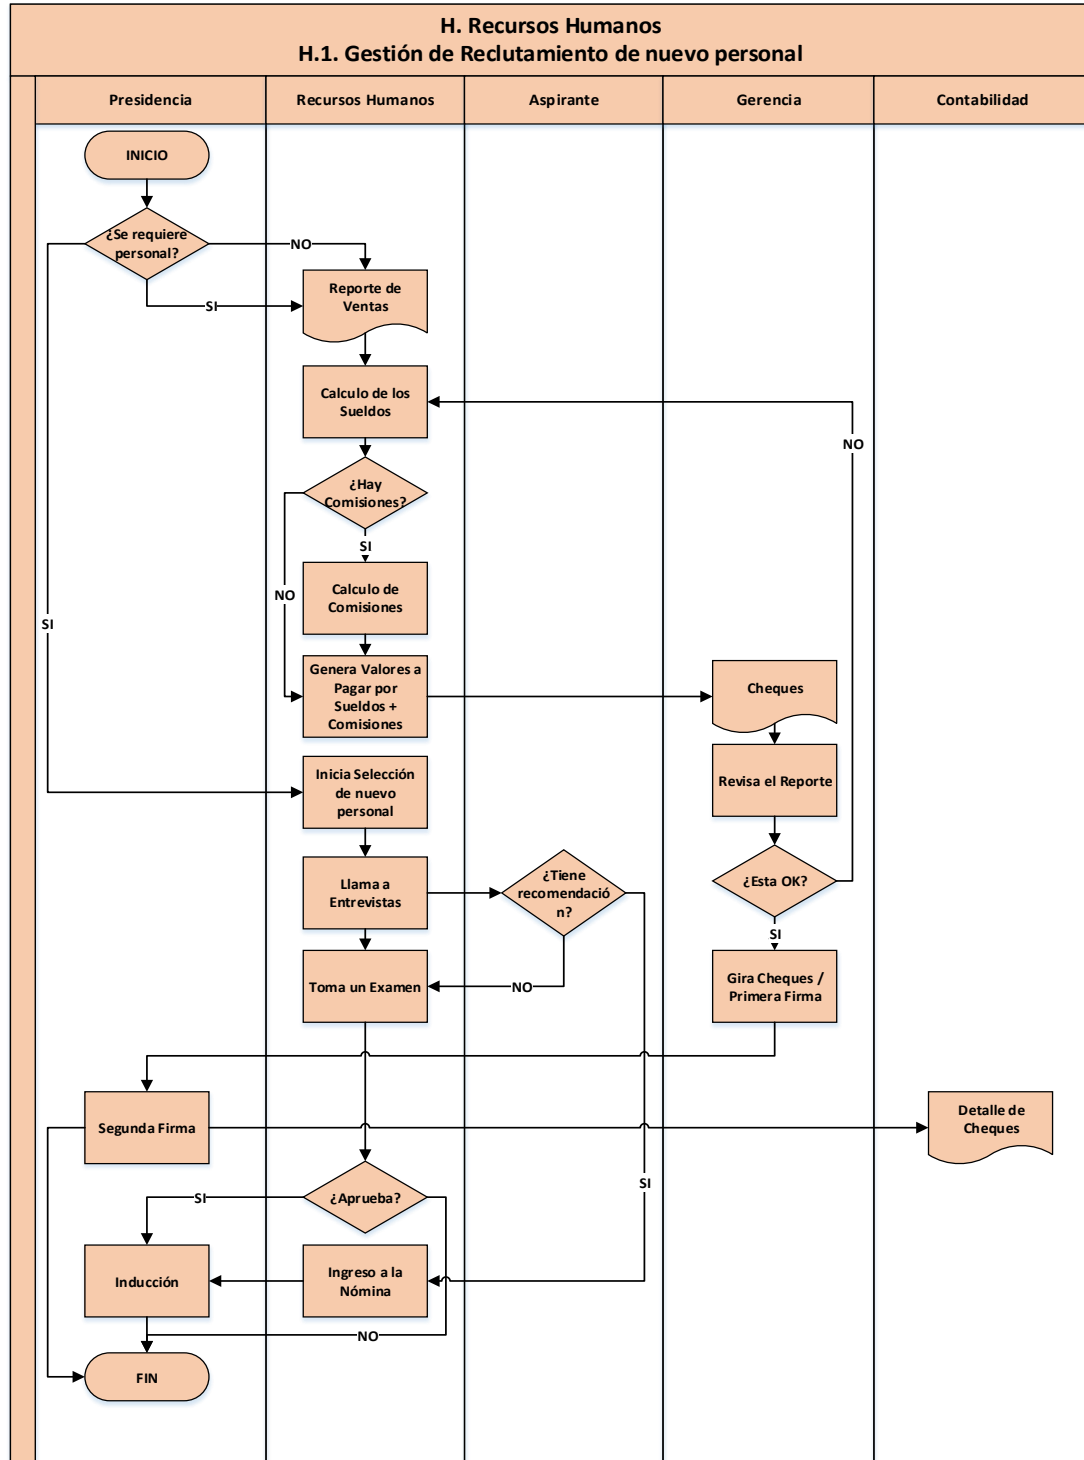 H. Recursos Humanos
H.1. Gestión de Reclutamiento de nuevo personal
Presidencia
Recursos Humanos
Aspirante
Gerencia
Contabilidad
INICIO
¿Se requiere
personal?
NO
SI
Reporte de
Ventas
Calculo de los
Sueldos
NO
¿Hay
Comisiones?
SI
NO
Calculo de
Comisiones
SI
Genera Valores a
Pagar por
Sueldos +
Comisiones
Cheques
Inicia Selección
de nuevo
personal
Revisa el Reporte
Llama a
Entrevistas
¿Tiene
recomendació
n?
¿Esta OK?
SI
Toma un Examen
NO
Gira Cheques /
Primera Firma
Segunda Firma
Detalle de
Cheques
¿Aprueba?
SI
SI
Inducción
Ingreso a la
Nómina
NO
FIN